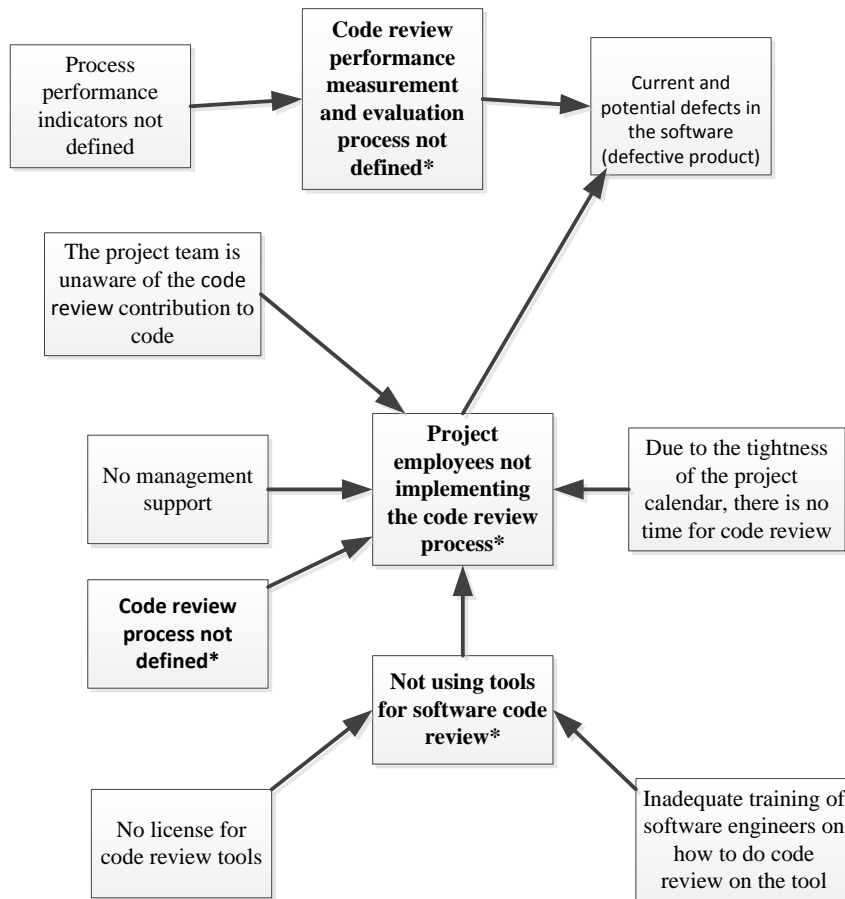 Process
performance
indicators not
defined
Code review
performance
measurement
and evaluation
process not
defined*
Current and
potential defects in
the software
(defective product)
The project team is
unaware of the code
review contribution to
code
No management
support
Project
employees not
implementing
the code review
process*
Due to the tightness
of the project
calendar, there is no
time for code review
Code review
process not
defined*
Not using tools
for software code
review*
No license for
code review tools
Inadequate training of
software engineers on
how to do code
review on the tool